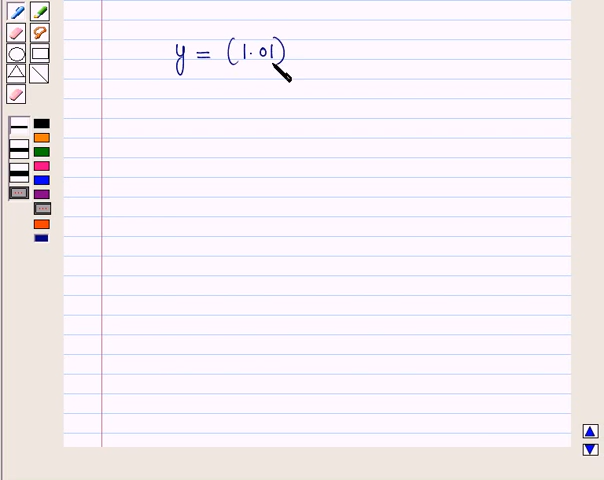 y = (1.01)